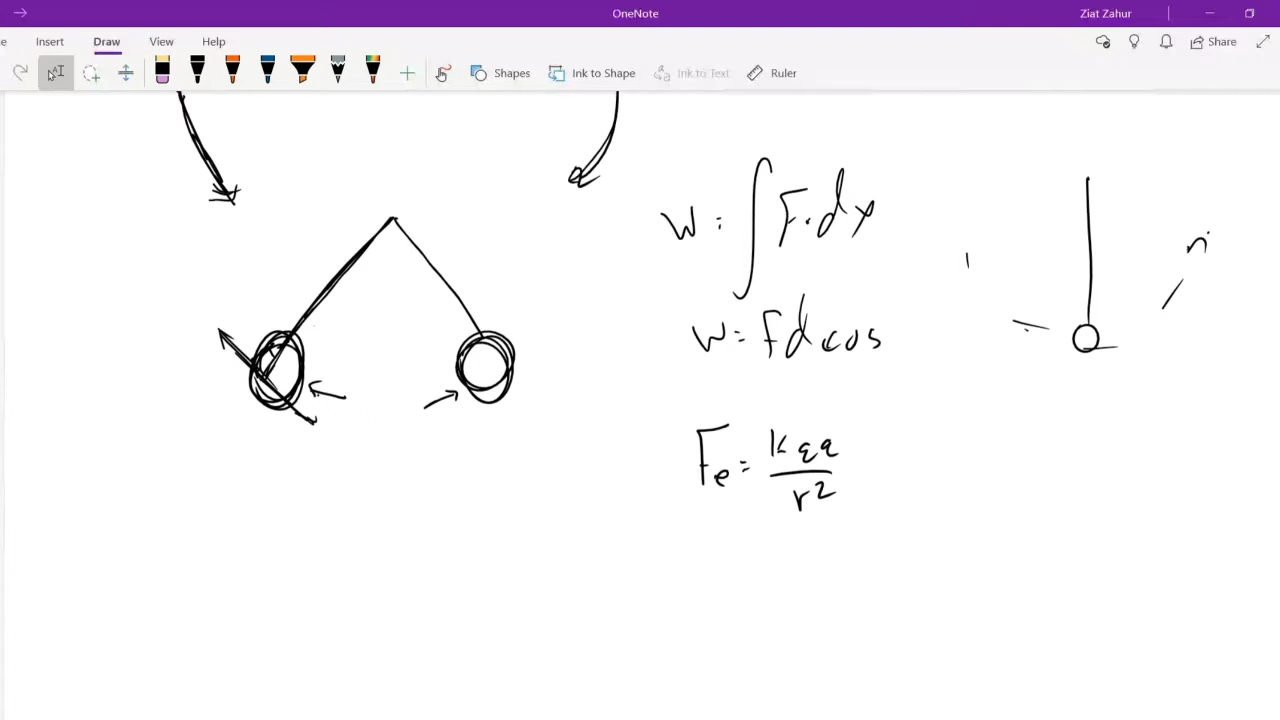 OneNote
Ziat Zahur
Insert Draw View Help
Share
Shapes
Ink to Shape
Ink to Text
Ruler
W = ∫ F · dx
W = Fd cos
Fe = kqq / r²